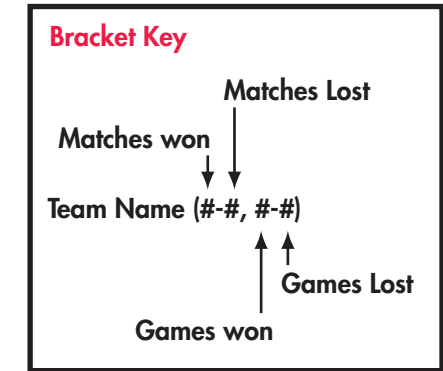 Bracket Key
Matches Lost
Matches won
Team Name (#-#, #-#)
Games Lost
Games won